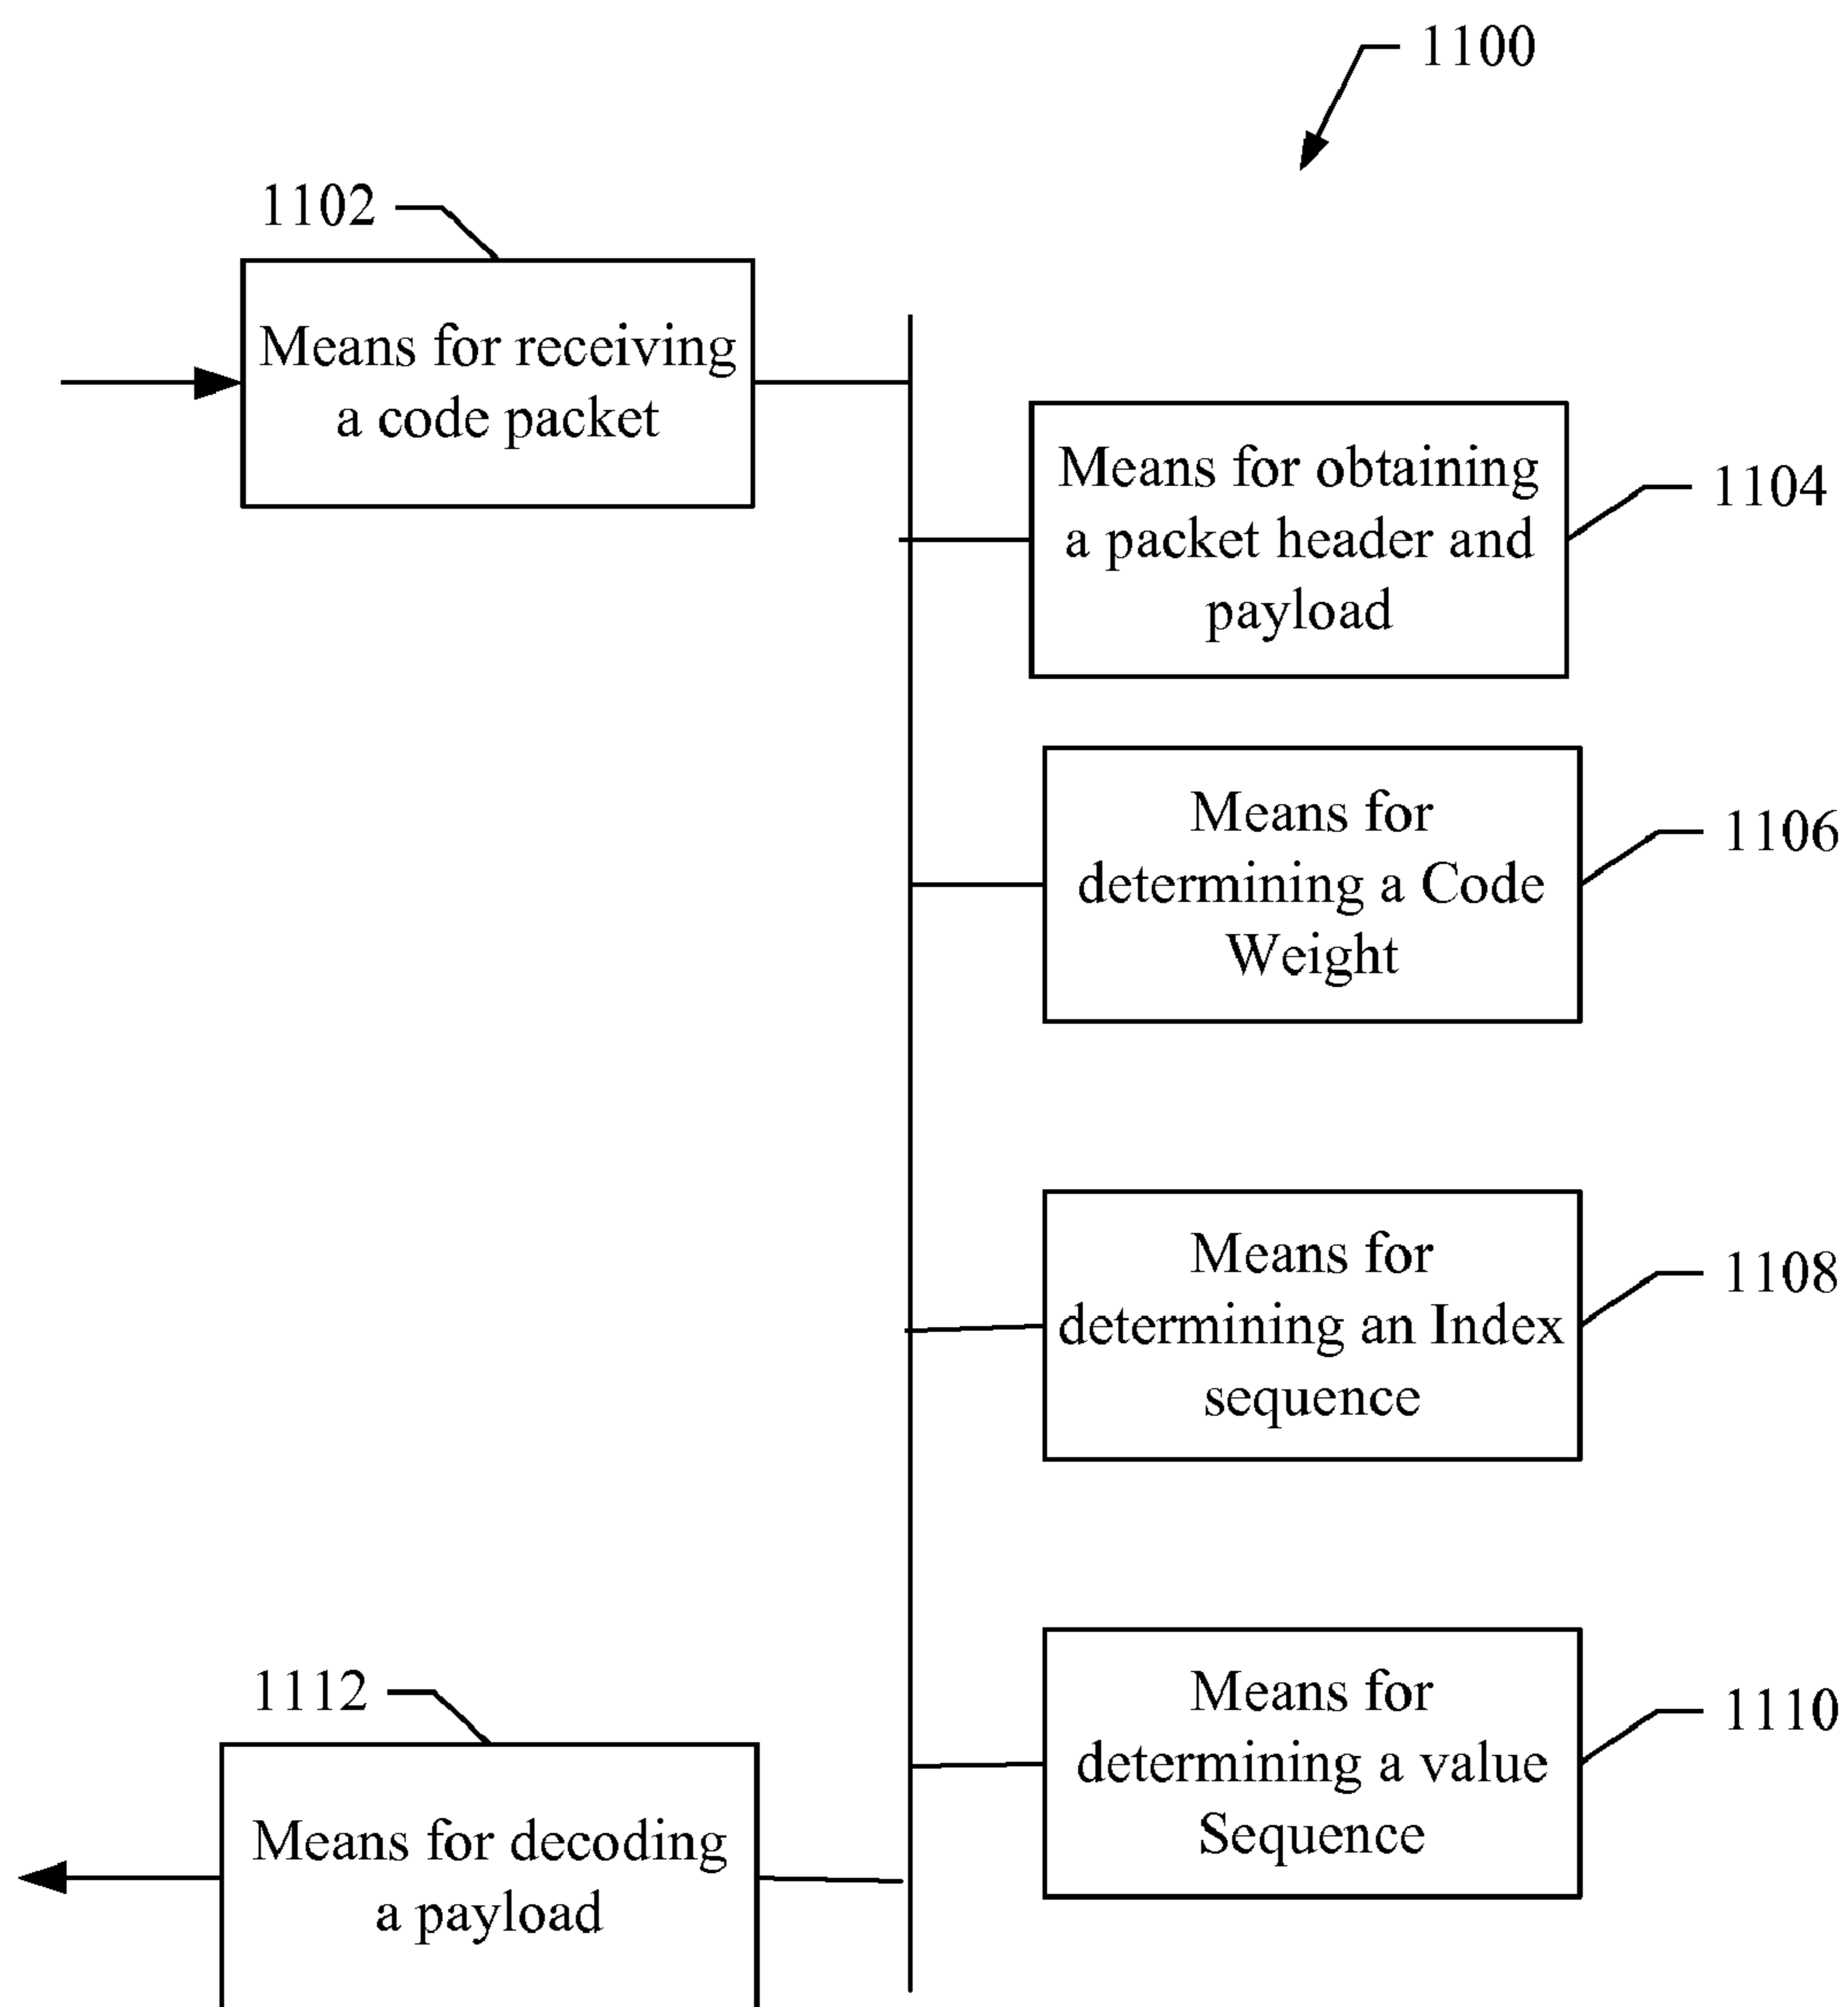 1100
1102
Means for receiving
a code packet
Means for obtaining
a packet header and
payload
1104
Means for
determining a Code
Weight
1106
Means for
determining an Index
sequence
1108
Means for
determining a value
Sequence
1110
1112
Means for decoding
a payload